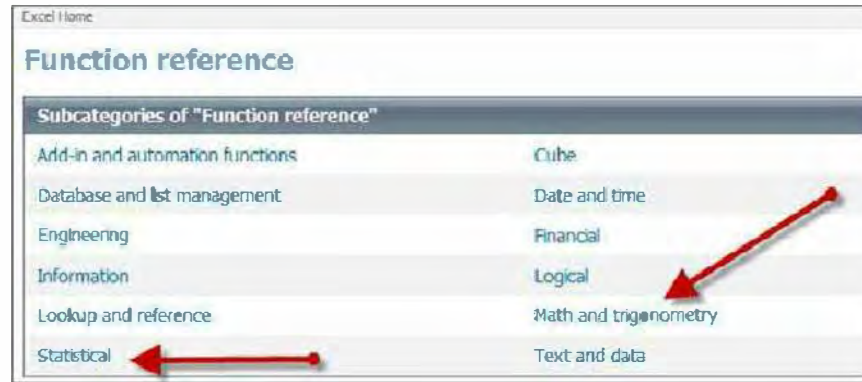 Excel Home
Function reference
Subcategories of "Function reference"
Add-in and automation functions
Cube
Database and list management
Date and time
Engineering
Financial
Information
Logical
Lookup and reference
Math and trigonometry
Statistical
Text and data